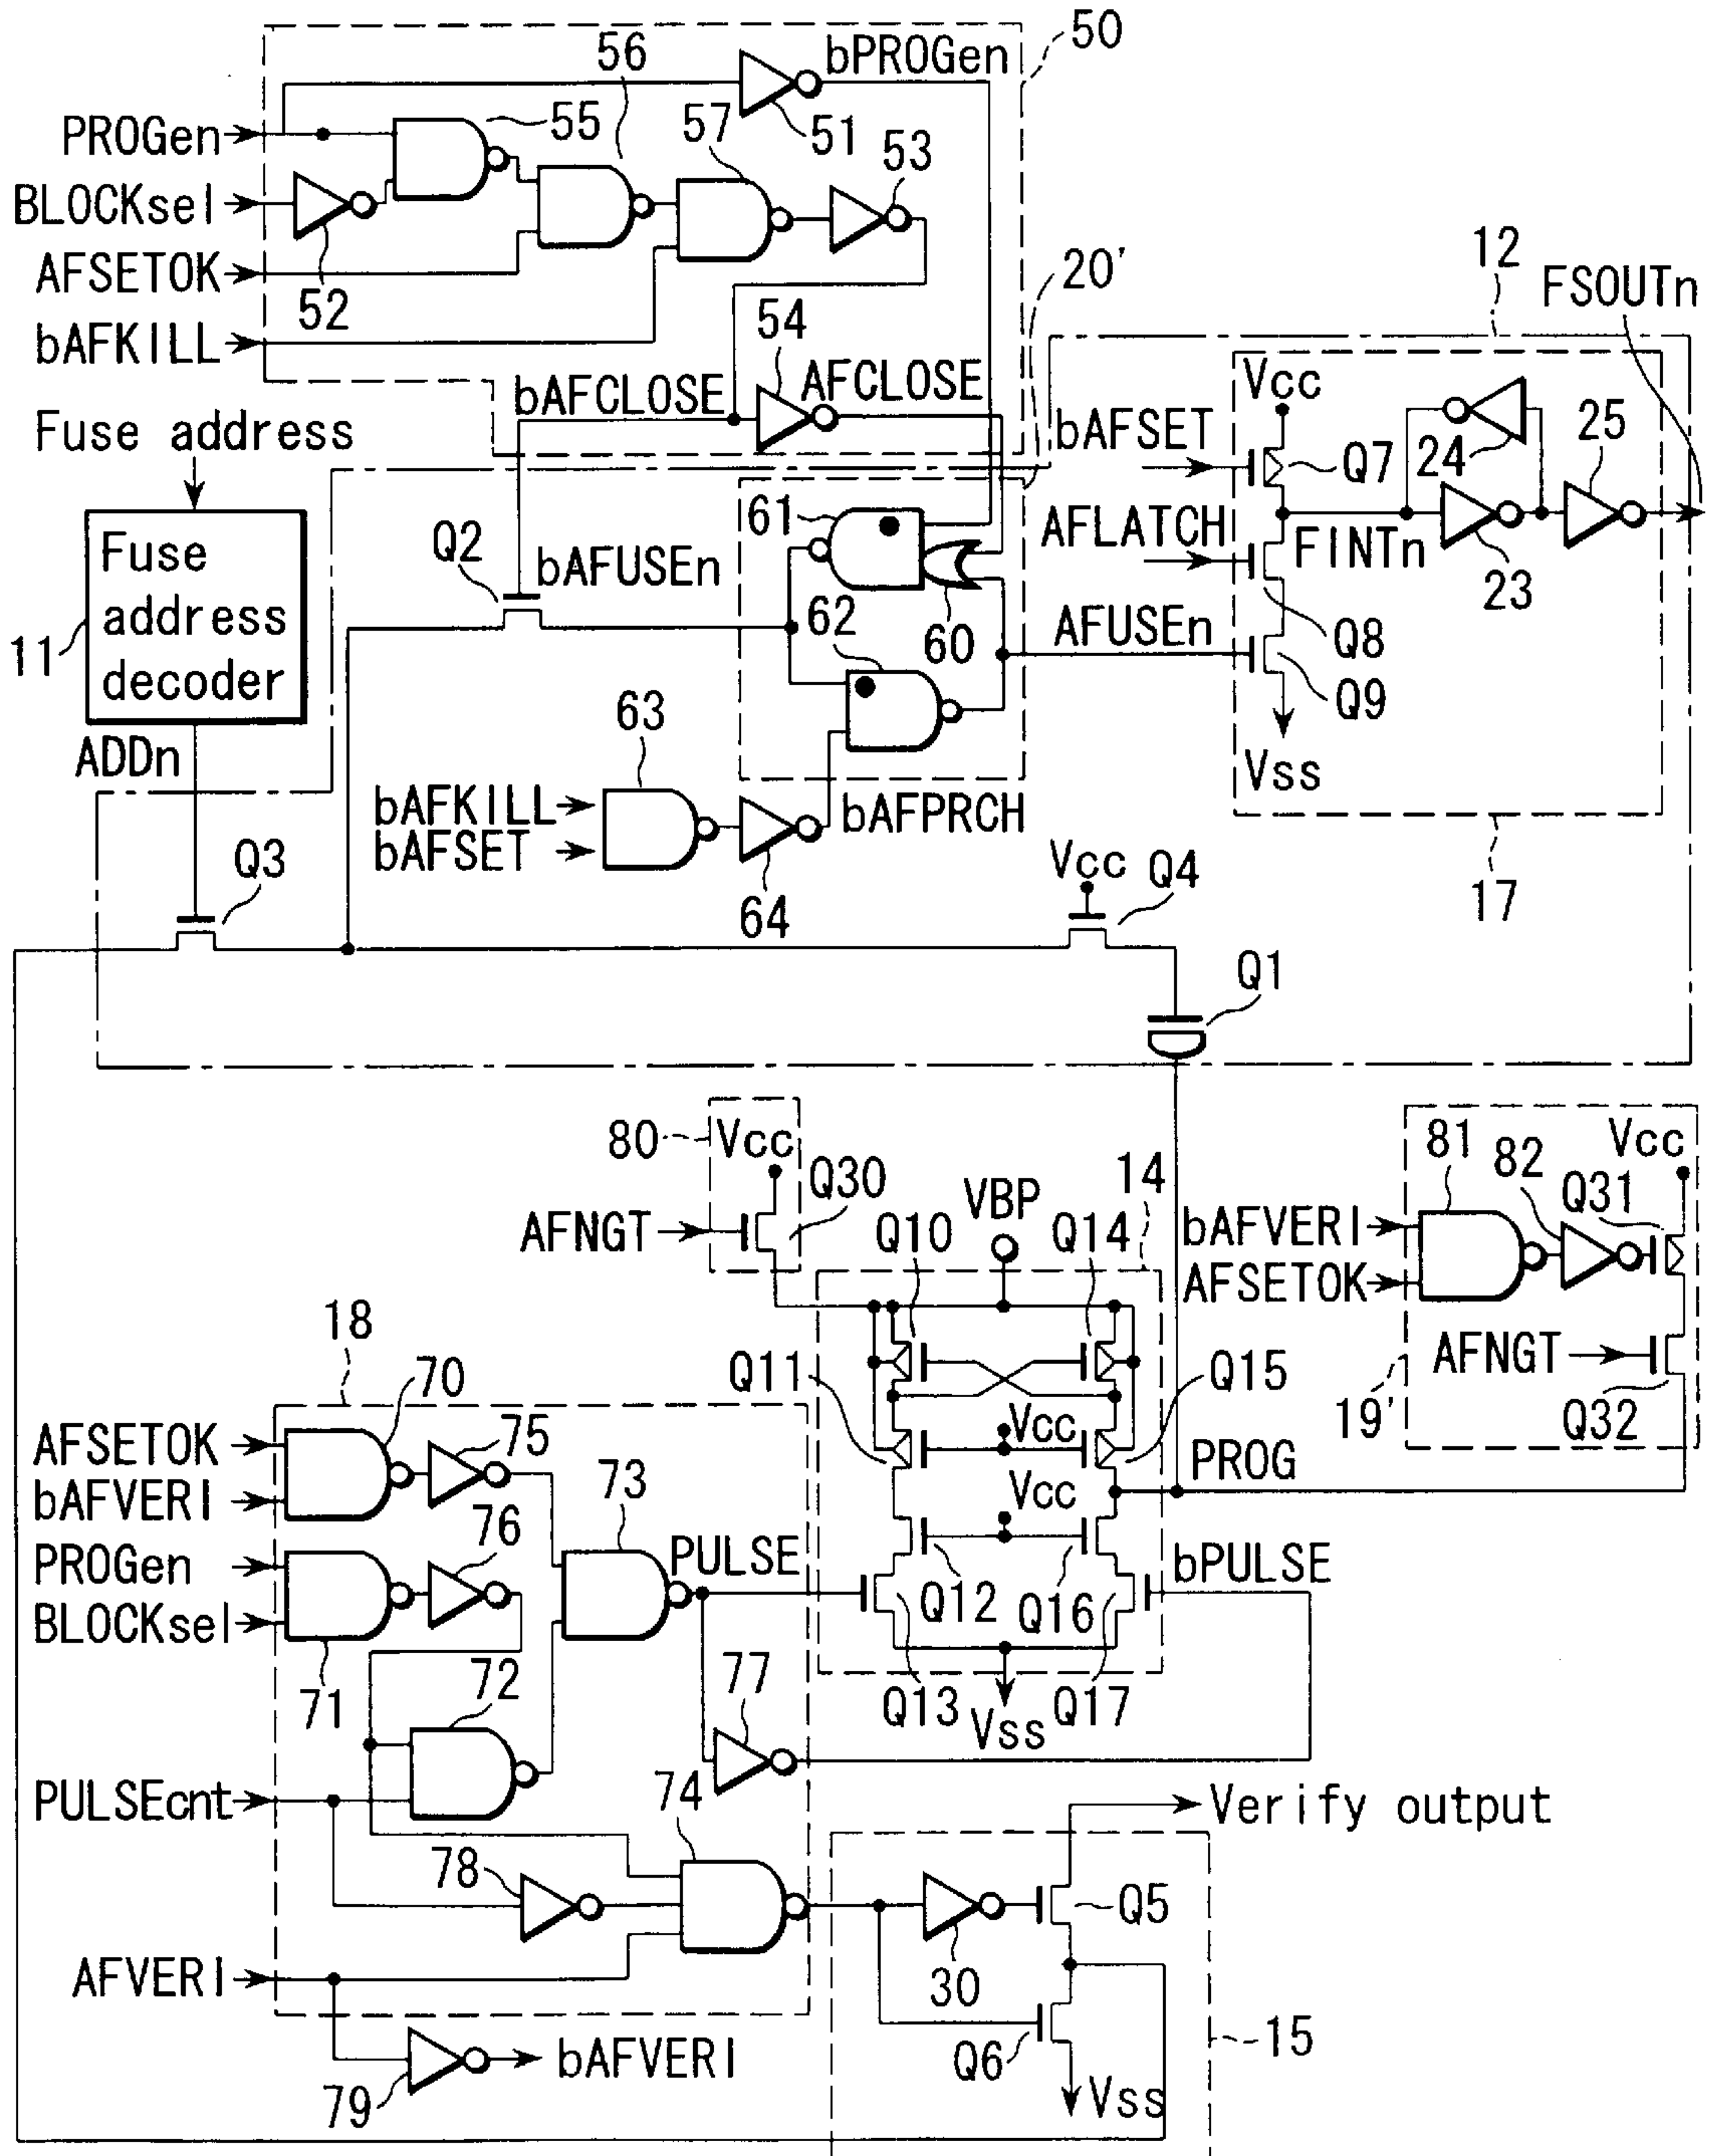 50
56
bPROGen
PROGen
55
57
51
53
BLOCKsel
AFSETOK
52
bAFKILL
54
20'
12
FSOUTn
bAFCLOSE
AFCLOSE
Fuse address
Vcc
bAFSET
24
25
Q7
61
Fuse
address
decoder
11
Q2
bAFUSEn
AFLATCH
FINTn
23
62
60
AFUSEn
Q8
Q9
63
ADDn
bAFKILL
bAFSET
bAFPRCH
Vss
Q3
64
Vcc
Q4
17
Q1
80
Vcc
Q30
AFNGT
VBP
14
Q10
Q14
81
82
Vcc
Q31
bAFVERI
AFSETOK
18
70
Q11
Q15
AFNGT
19'
Q32
Vcc
PROG
AFSETOK
75
bAFVERI
73
Vcc
76
PROGen
PULSE
bPULSE
BLOCKsel
Q12
Q16
71
72
77
Q13
Vss
Q17
PULSEcnt
74
Verify output
78
Q5
AFVERI
30
15
Q6
bAFVERI
79
Vss